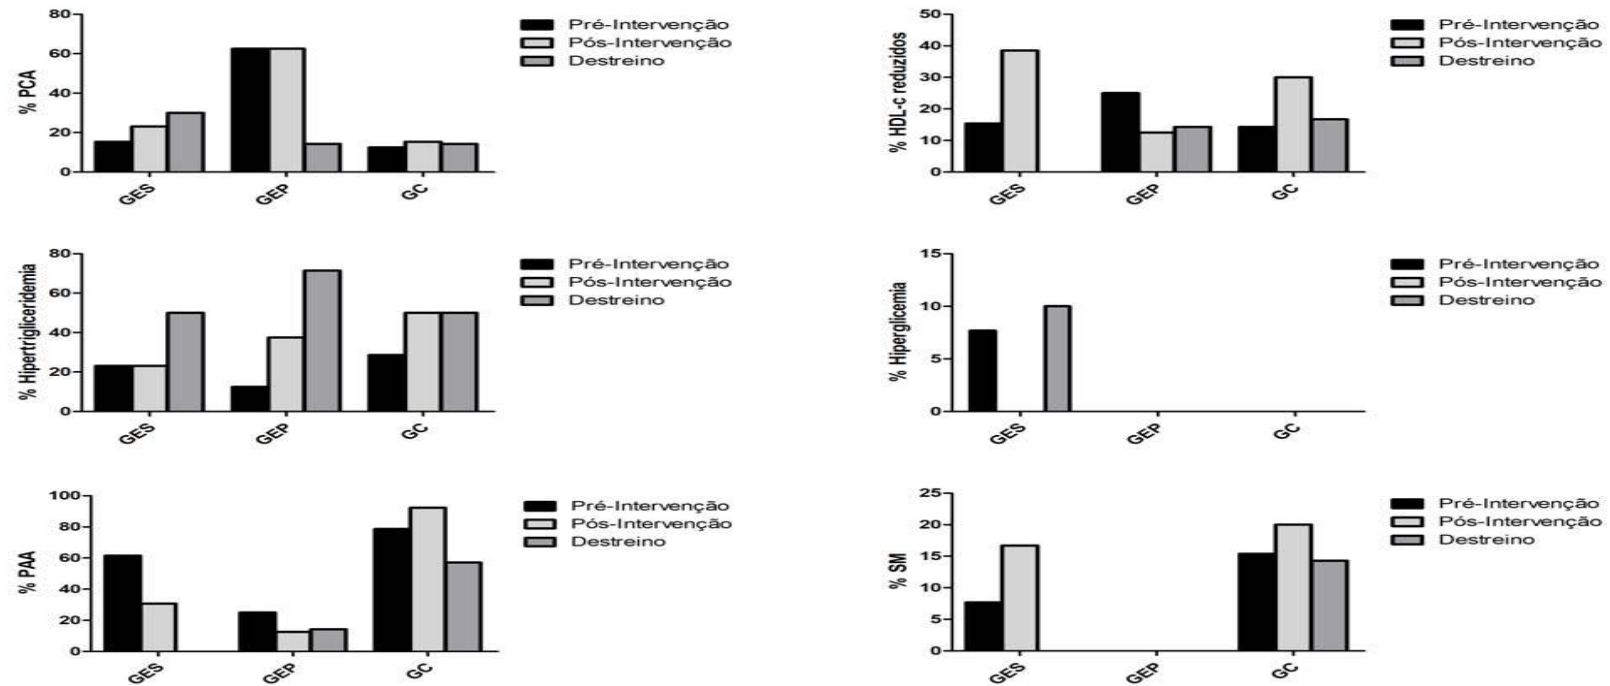 % PCA
80
60
40
20
0
GES
GEP
GC
Pré-Intervenção
Pós-Intervenção
Destreino
% HDL-c reduzidos
50
40
30
20
10
0
GES
GEP
GC
Pré-Intervenção
Pós-Intervenção
Destreino
% Hipertrigliceridemia
80
60
40
20
0
GES
GEP
GC
Pré-Intervenção
Pós-Intervenção
Destreino
% Hiperglicemia
15
10
5
0
GES
GEP
GC
Pré-Intervenção
Pós-Intervenção
Destreino
% PAA
100
80
60
40
20
0
GES
GEP
GC
Pré-Intervenção
Pós-Intervenção
Destreino
% SM
25
20
15
10
5
0
GES
GEP
GC
Pré-Intervenção
Pós-Intervenção
Destreino